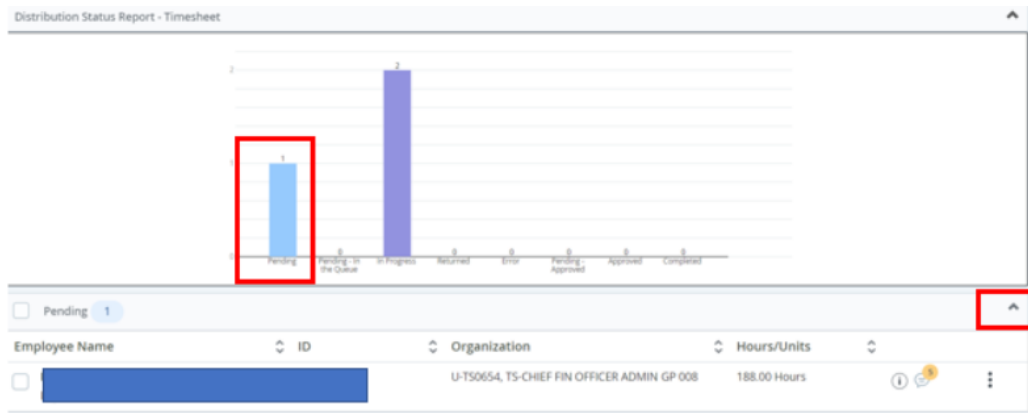 Distribution Status Report - Timesheet
2
2
1
1
0
0
0
0
0
0
0
Pending
Pending - In
the Queue
In Progress
Returned
Error
Pending -
Approved
Approved
Completed
Pending 1
Employee Name ID Organization Hours/Units
U-TS0654, TS-CHIEF FIN OFFICER ADMIN GP 008 188.00 Hours 5